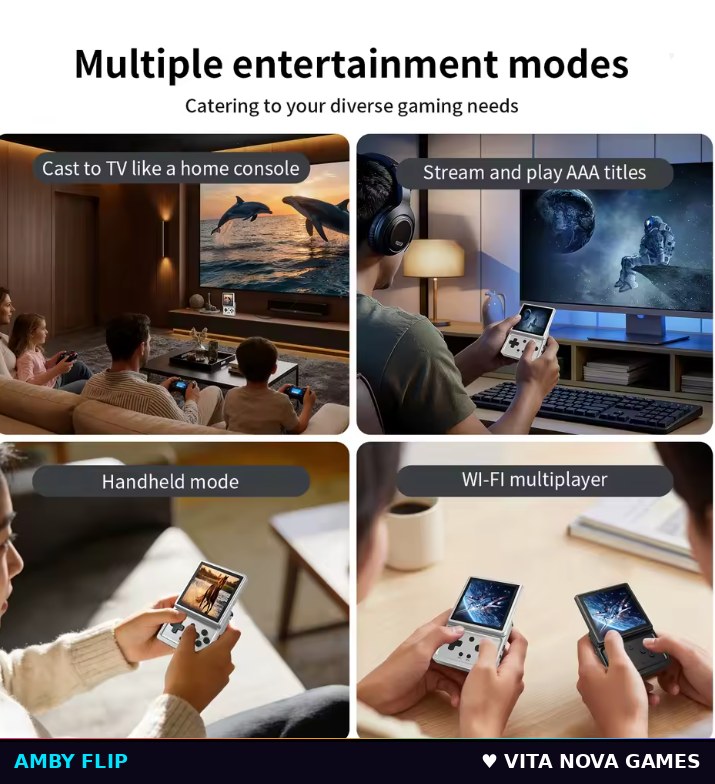 Multiple entertainment modes
Catering to your diverse gaming needs
Cast to TV like a home console
Stream and play AAA titles
Handheld mode
WI-FI multiplayer
AMBY FLIP
♥ VITA NOVA GAMES